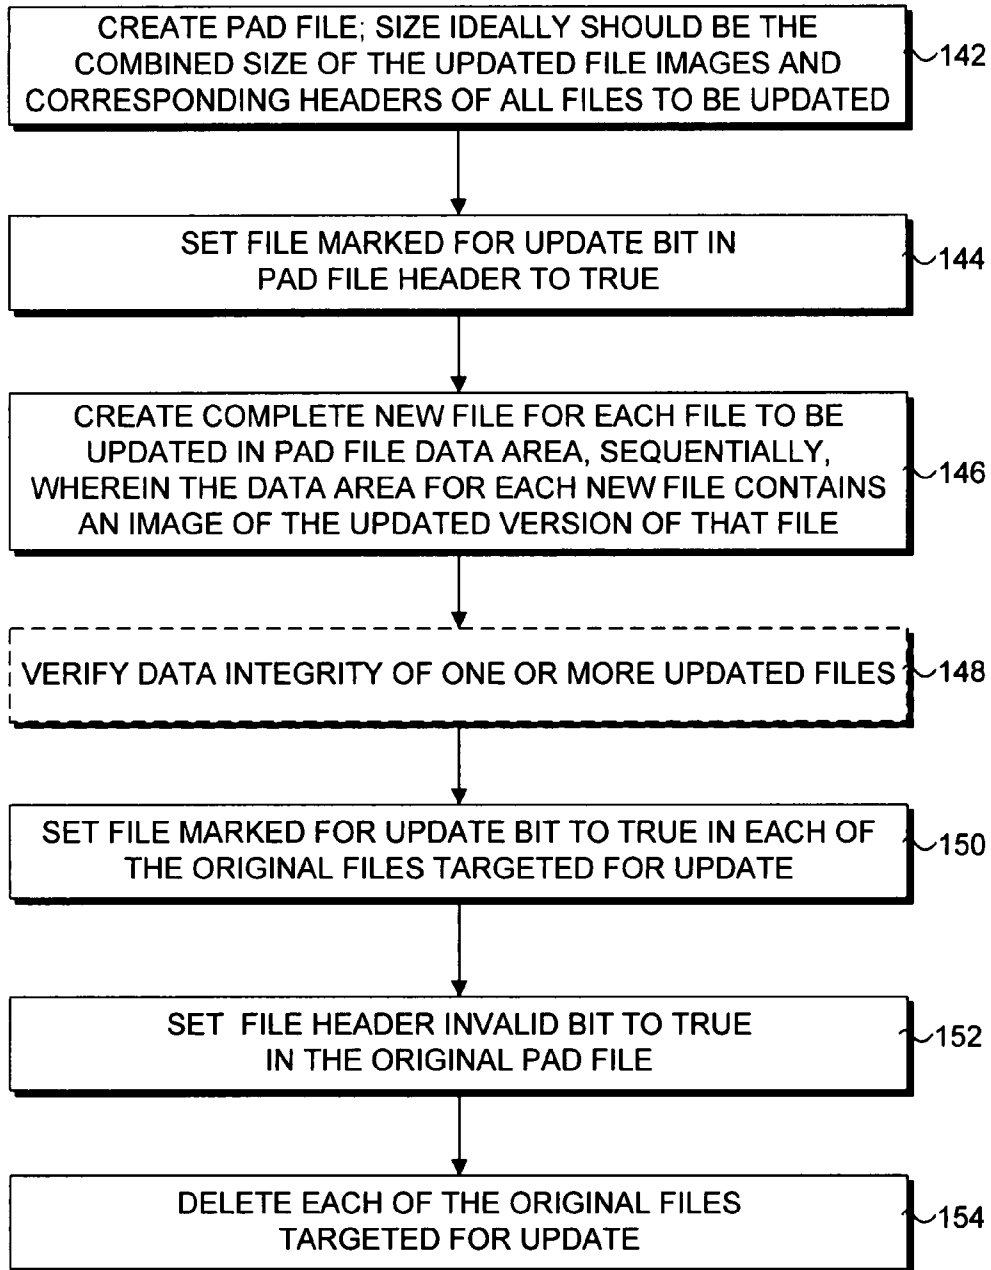 CREATE PAD FILE; SIZE IDEALLY SHOULD BE THE
COMBINED SIZE OF THE UPDATED FILE IMAGES AND
CORRESPONDING HEADERS OF ALL FILES TO BE UPDATED
142
SET FILE MARKED FOR UPDATE BIT IN
PAD FILE HEADER TO TRUE
144
CREATE COMPLETE NEW FILE FOR EACH FILE TO BE
UPDATED IN PAD FILE DATA AREA, SEQUENTIALLY,
WHEREIN THE DATA AREA FOR EACH NEW FILE CONTAINS
AN IMAGE OF THE UPDATED VERSION OF THAT FILE
146
VERIFY DATA INTEGRITY OF ONE OR MORE UPDATED FILES
148
SET FILE MARKED FOR UPDATE BIT TO TRUE IN EACH OF
THE ORIGINAL FILES TARGETED FOR UPDATE
150
SET FILE HEADER INVALID BIT TO TRUE
IN THE ORIGINAL PAD FILE
152
DELETE EACH OF THE ORIGINAL FILES
TARGETED FOR UPDATE
154